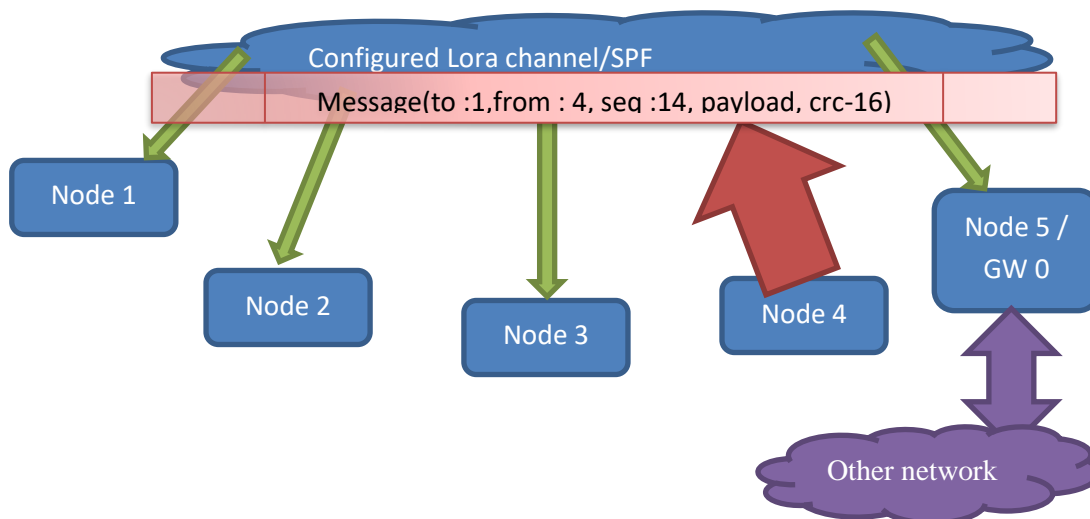 Configured Lora channel/SPF
Message(to :1,from : 4, seq :14, payload, crc-16)
Node 1
Node 2
Node 3
Node 4
Node 5 /
GW 0
Other network